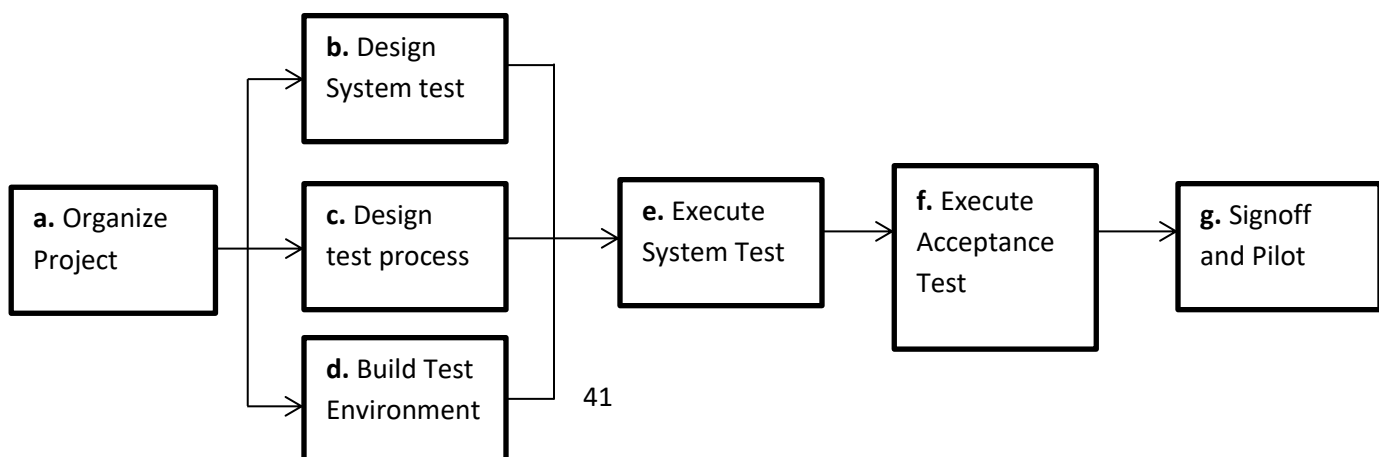 a. Organize
Project
b. Design
System test
c. Design
test process
d. Build Test
Environment
e. Execute
System Test
f. Execute
Acceptance
Test
g. Signoff
and Pilot
41